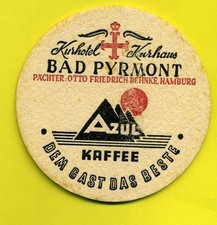 Kurhotel Kurhaus
BAD PYRMONT
PÄCHTER: OTTO FRIEDRICH BEHNKE, HAMBURG
AZUL
KAFFEE
· DEM GAST DAS BESTE ·